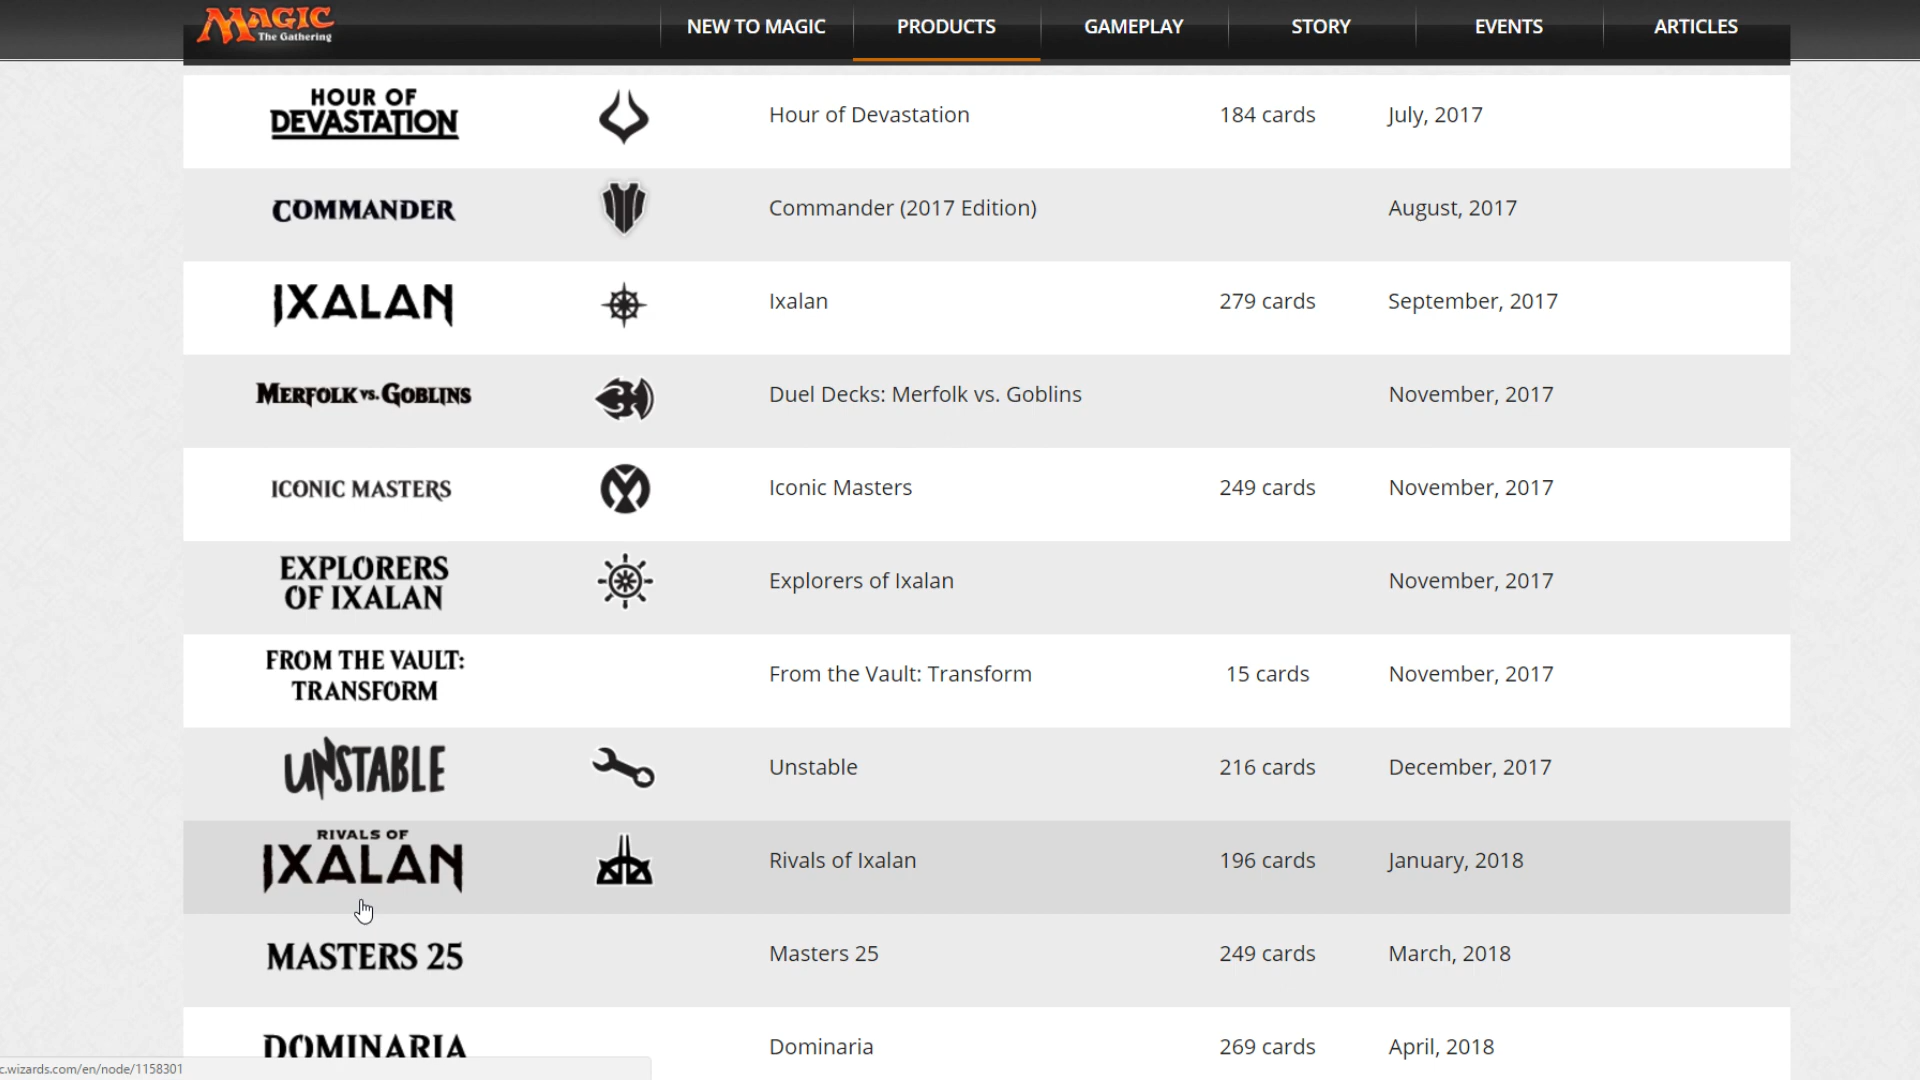 MAGIC
The Gathering
NEW TO MAGIC PRODUCTS GAMEPLAY STORY EVENTS ARTICLES
HOUR OF
DEVASTATION
Hour of Devastation 184 cards July, 2017
COMMANDER Commander (2017 Edition) August, 2017
IXALAN Ixalan 279 cards September, 2017
MERFOLK VS. GOBLINS Duel Decks: Merfolk vs. Goblins November, 2017
ICONIC MASTERS Iconic Masters 249 cards November, 2017
EXPLORERS
OF IXALAN
Explorers of Ixalan November, 2017
FROM THE VAULT:
TRANSFORM
From the Vault: Transform 15 cards November, 2017
UNSTABLE Unstable 216 cards December, 2017
RIVALS OF
IXALAN
Rivals of Ixalan 196 cards January, 2018
MASTERS 25 Masters 25 249 cards March, 2018
DOMINARIA Dominaria 269 cards April, 2018
c.wizards.com/en/node/1158301